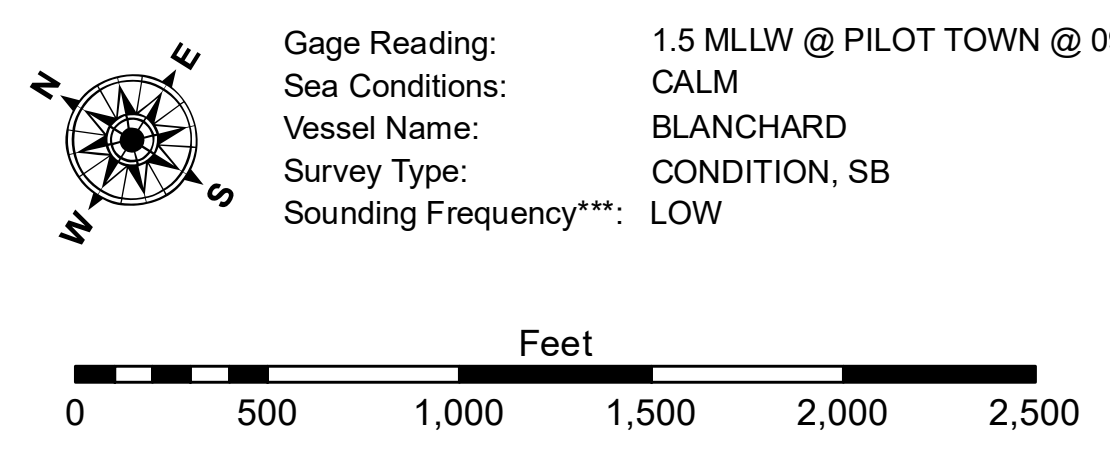 N
E
S
W
Gage Reading: 1.5 MLLW @ PILOT TOWN @
Sea Conditions: CALM
Vessel Name: BLANCHARD
Survey Type: CONDITION, SB
Sounding Frequency***: LOW
Feet
0 500 1,000 1,500 2,000 2,500